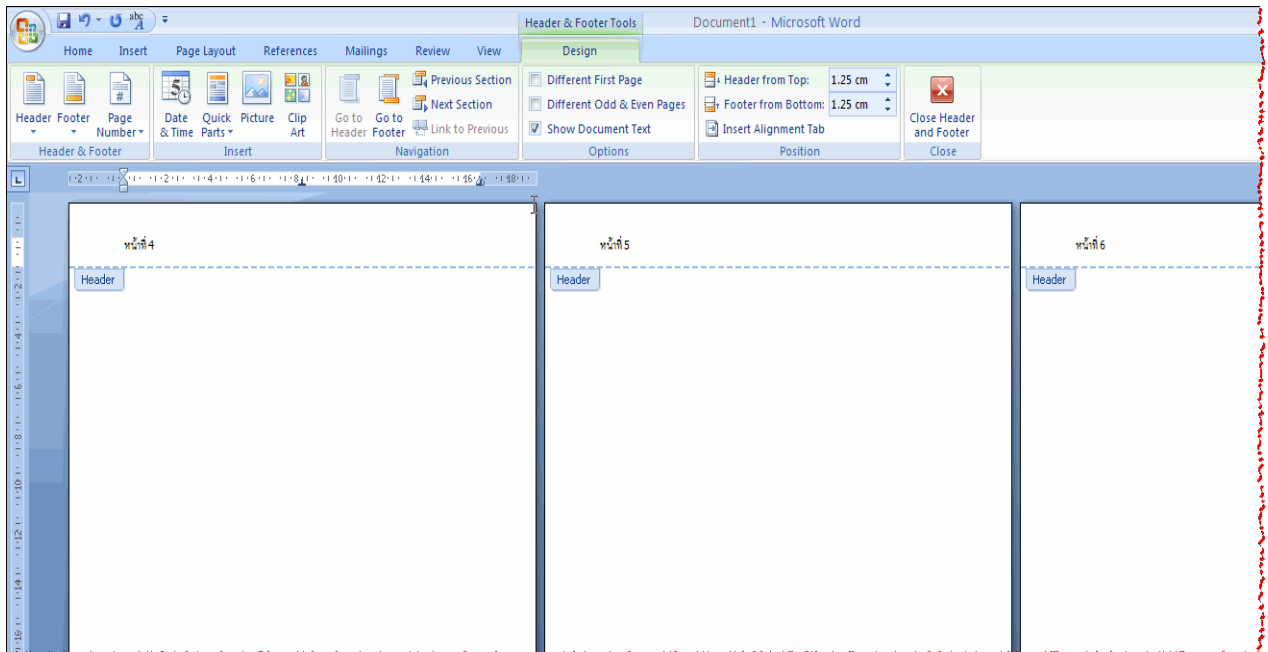 Header & Footer Tools
Document1 - Microsoft Word
Home Insert Page Layout References Mailings Review View Design
Header
Footer
Page Number
Header & Footer
Date & Time
Quick Parts
Picture
Clip Art
Insert
Go to Header
Go to Footer
Previous Section
Next Section
Link to Previous
Navigation
Different First Page
Different Odd & Even Pages
Show Document Text
Options
Header from Top: 1.25 cm
Footer from Bottom: 1.25 cm
Insert Alignment Tab
Position
Close Header and Footer
Close
หน้าที่ 4
หน้าที่ 5
หน้าที่ 6
Header
Header
Header